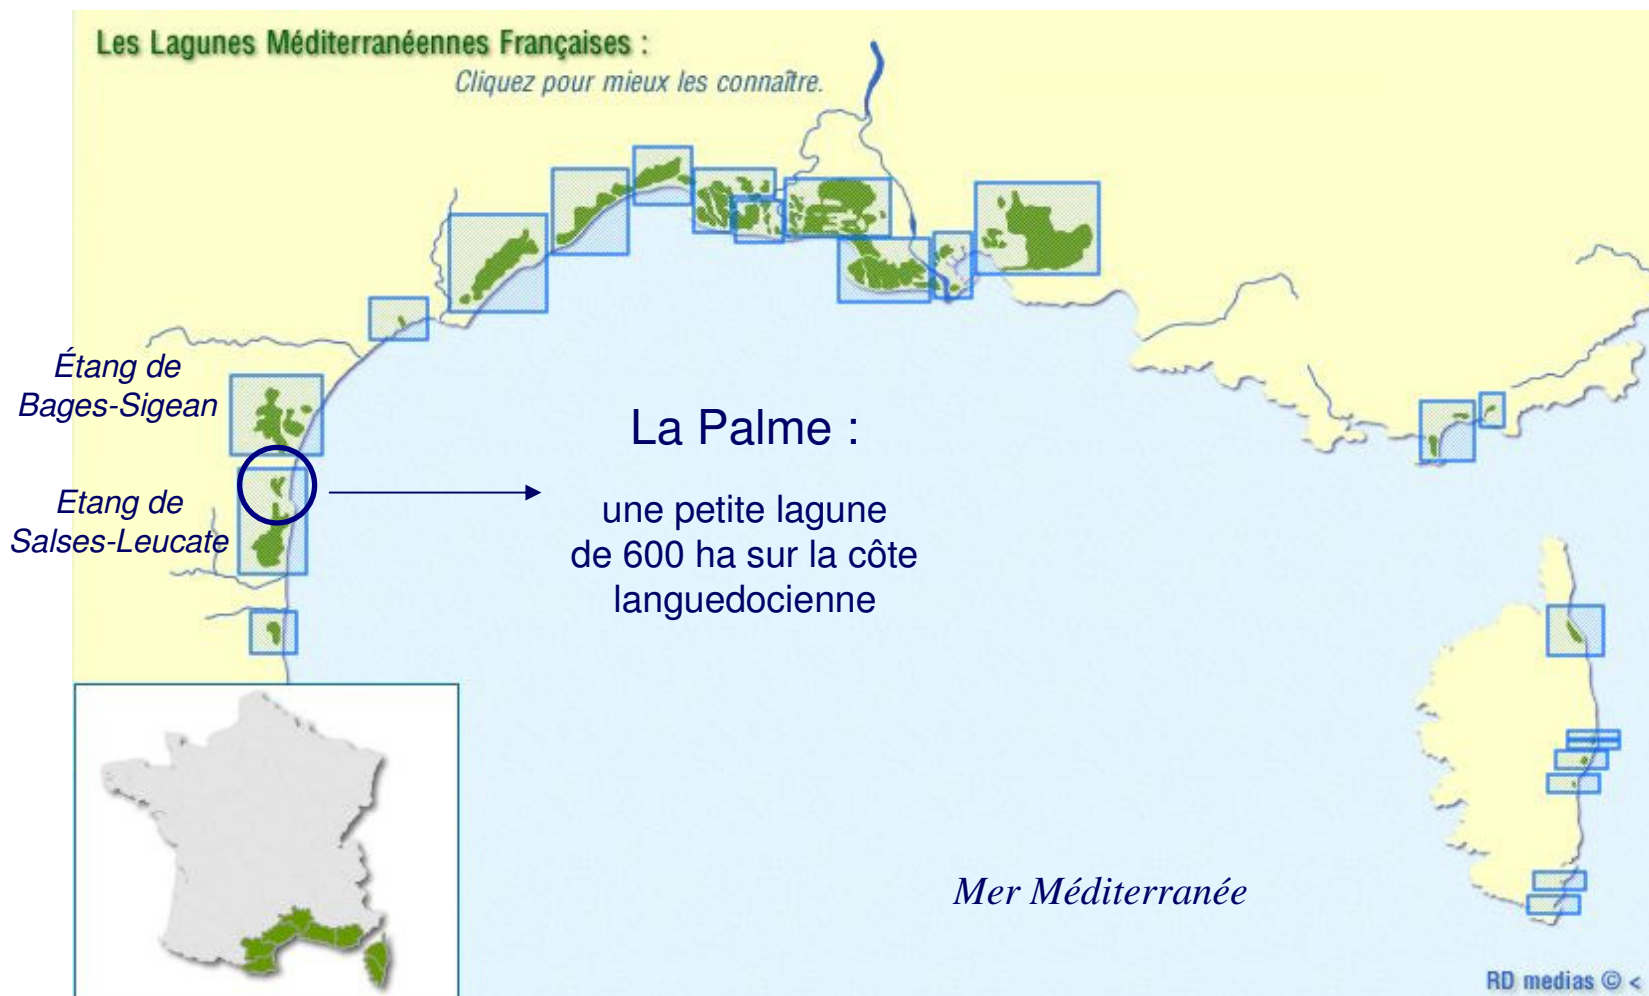 Les Lagunes Méditerranéennes Françaises :
Cliquez pour mieux les connaître.
Étang de
Bages-Sigean
La Palme :
Etang de
Salses-Leucate
une petite lagune
de 600 ha sur la côte
languedocienne
Mer Méditerranée
RD medias © <